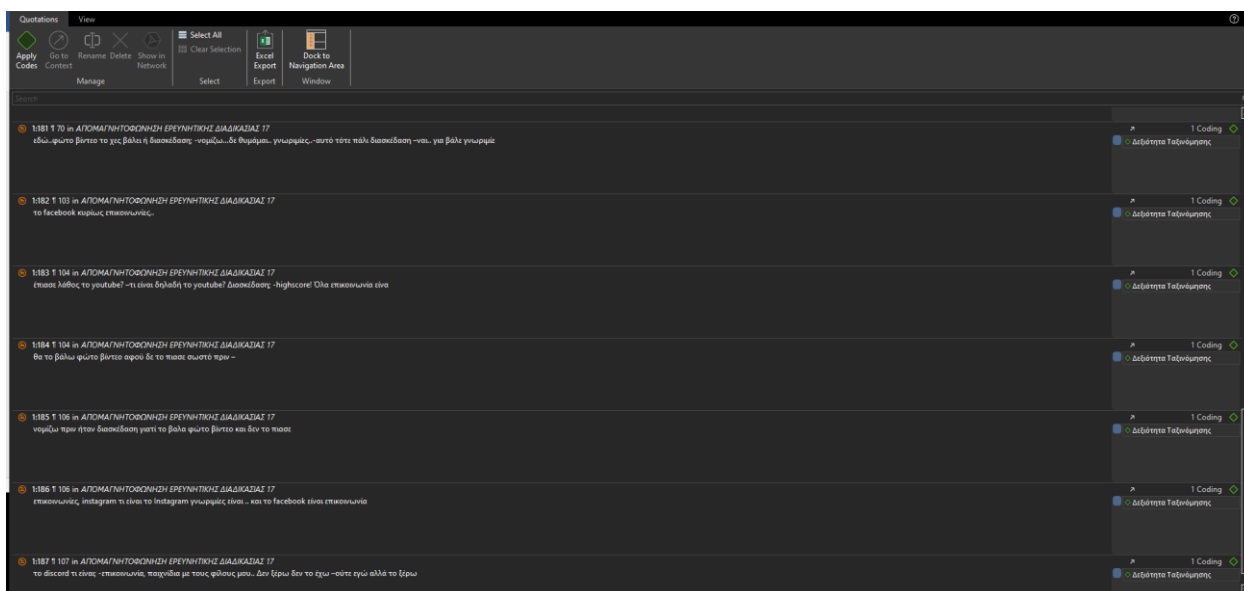 Quotations View
Apply Codes
Go to Context
Rename
Delete
Show in Network
Manage
Select All
Clear Selection
Select
Excel Export
Export
Dock to Navigation Area
Window
Search
1:181 ¶ 70 in ΑΠΟΜΑΓΝΗΤΟΦΩΝΗΣΗ ΕΡΕΥΝΗΤΙΚΗΣ ΔΙΑΔΙΚΑΣΙΑΣ 17
εδώ..φώτο βίντεο το χες βάλει ή διασκέδαση; -νομίζω...δε θυμάμαι.. γνωριμίες..-αυτό τότε πάλι διασκέδαση –ναι.. για βάλε γνωριμίε
1 Coding
Δεξιότητα Ταξινόμησης
1:182 ¶ 103 in ΑΠΟΜΑΓΝΗΤΟΦΩΝΗΣΗ ΕΡΕΥΝΗΤΙΚΗΣ ΔΙΑΔΙΚΑΣΙΑΣ 17
το facebook κυρίως επικοινωνίες..
1 Coding
Δεξιότητα Ταξινόμησης
1:183 ¶ 104 in ΑΠΟΜΑΓΝΗΤΟΦΩΝΗΣΗ ΕΡΕΥΝΗΤΙΚΗΣ ΔΙΑΔΙΚΑΣΙΑΣ 17
έπιασε λάθος το youtube? –τι είναι δηλαδή το youtube? Διασκέδαση; -highscore! Όλα επικοινωνία είνα
1 Coding
Δεξιότητα Ταξινόμησης
1:184 ¶ 104 in ΑΠΟΜΑΓΝΗΤΟΦΩΝΗΣΗ ΕΡΕΥΝΗΤΙΚΗΣ ΔΙΑΔΙΚΑΣΙΑΣ 17
θα το βάλω φώτο βίντεο αφού δε το πιασε σωστό πριν –
1 Coding
Δεξιότητα Ταξινόμησης
1:185 ¶ 106 in ΑΠΟΜΑΓΝΗΤΟΦΩΝΗΣΗ ΕΡΕΥΝΗΤΙΚΗΣ ΔΙΑΔΙΚΑΣΙΑΣ 17
νομίζω πριν ήταν διασκέδαση γιατί το βαλα φώτο βίντεο και δεν το πιασε
1 Coding
Δεξιότητα Ταξινόμησης
1:186 ¶ 106 in ΑΠΟΜΑΓΝΗΤΟΦΩΝΗΣΗ ΕΡΕΥΝΗΤΙΚΗΣ ΔΙΑΔΙΚΑΣΙΑΣ 17
επικοινωνίες, instagram τι είναι το Instagram γνωριμίες είναι .. και το facebook είναι επικοινωνία
1 Coding
Δεξιότητα Ταξινόμησης
1:187 ¶ 107 in ΑΠΟΜΑΓΝΗΤΟΦΩΝΗΣΗ ΕΡΕΥΝΗΤΙΚΗΣ ΔΙΑΔΙΚΑΣΙΑΣ 17
το discord τι είναι; -επικοινωνία, παιχνίδια με τους φίλους μου.. Δεν ξέρω δεν το έχω –ούτε εγώ αλλά το ξέρω
1 Coding
Δεξιότητα Ταξινόμησης